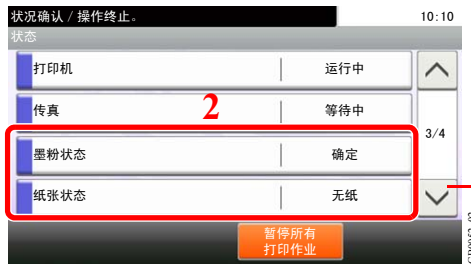 状况确认 / 操作终止。
10:10
状态
打印机 运行中
传真 等待中
2
3/4
墨粉状态 确定
纸张状态 无纸
暂停所有
打印作业